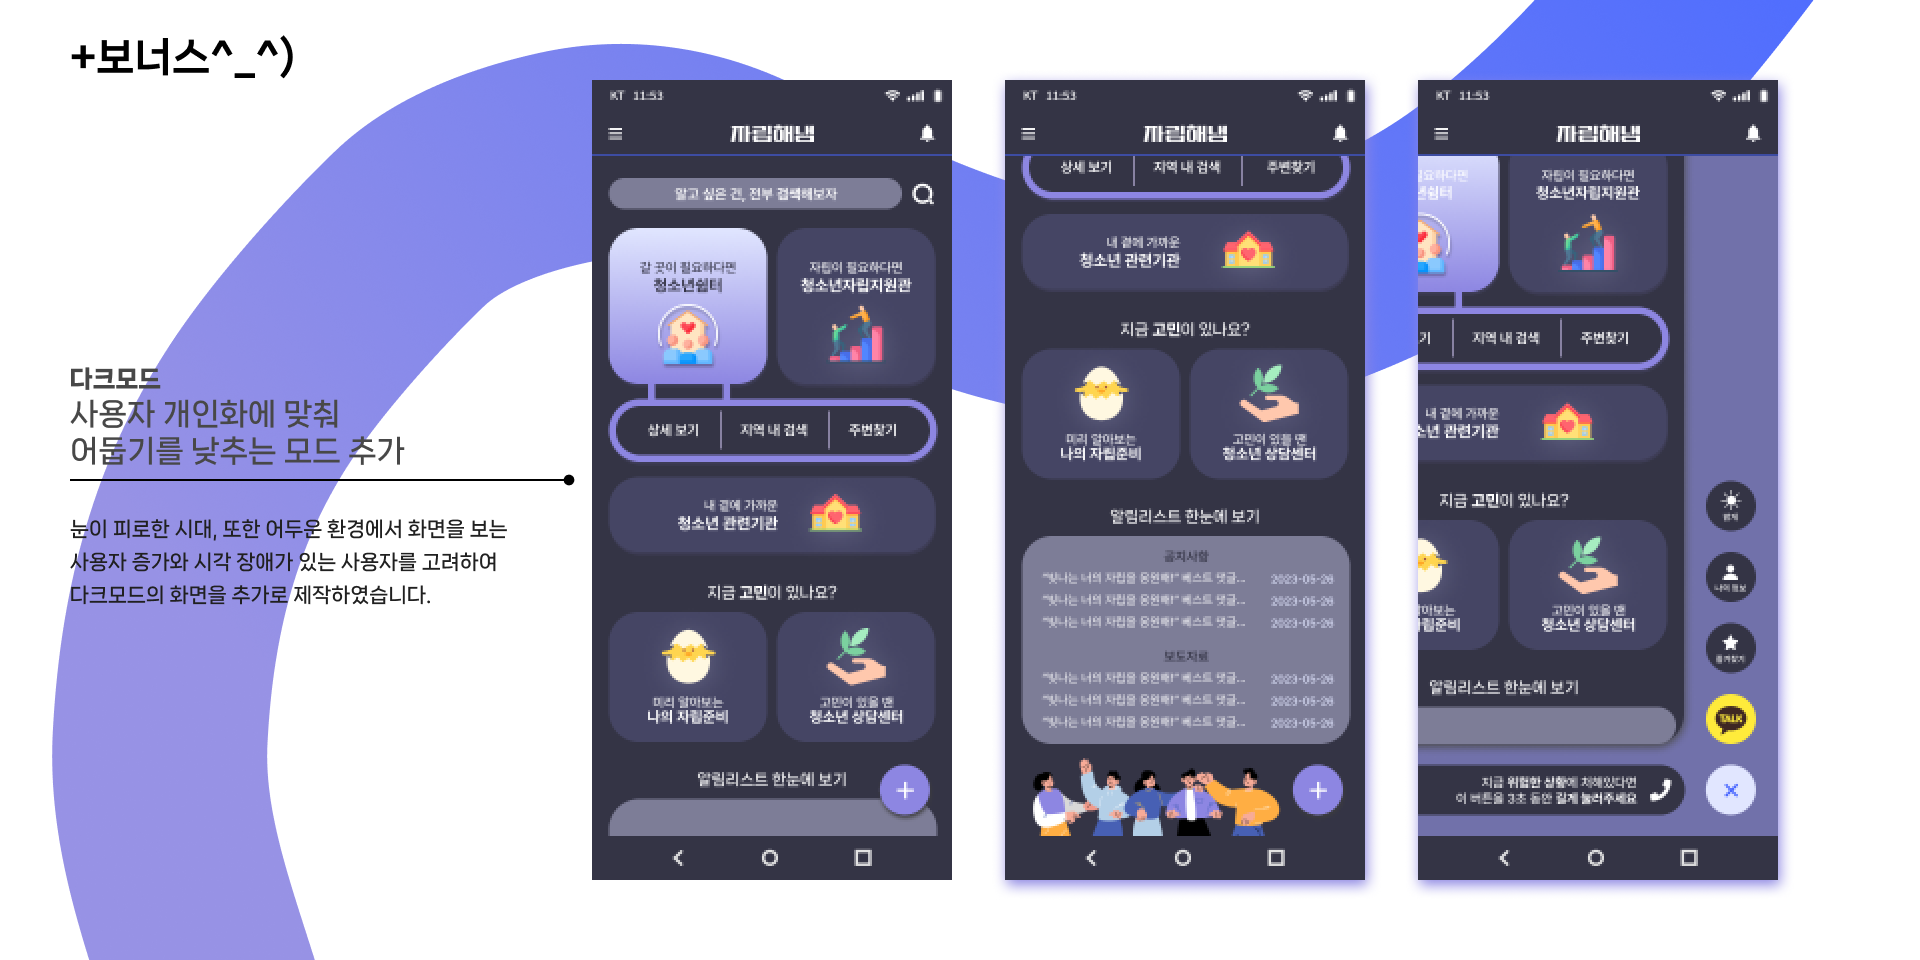 +보너스^_^)
다크모드
사용자 개인화에 맞춰
어둡기를 낮추는 모드 추가
눈이 피로한 시대, 또한 어두운 환경에서 화면을 보는
사용자 증가와 시각 장애가 있는 사용자를 고려하여
다크모드의 화면을 추가로 제작하였습니다.
KT 11:53
자립해냄
알고 싶은 건, 전부 검색해보자
갈 곳이 필요하다면
청소년쉼터
자립이 필요하다면
청소년자립지원관
상세 보기
지역 내 검색
주변찾기
내 곁에 가까운
청소년 관련기관
지금 고민이 있나요?
미리 알아보는
나의 자립준비
고민이 있을 땐
청소년 상담센터
알림리스트 한눈에 보기
KT 11:53
자립해냄
상세 보기
지역 내 검색
주변찾기
내 곁에 가까운
청소년 관련기관
지금 고민이 있나요?
미리 알아보는
나의 자립준비
고민이 있을 땐
청소년 상담센터
알림리스트 한눈에 보기
공지사항
"빛나는 너의 자립을 응원해!" 베스트 댓글... 2023-05-26
"빛나는 너의 자립을 응원해!" 베스트 댓글... 2023-05-26
"빛나는 너의 자립을 응원해!" 베스트 댓글... 2023-05-26
보도자료
"빛나는 너의 자립을 응원해!" 베스트 댓글... 2023-05-26
"빛나는 너의 자립을 응원해!" 베스트 댓글... 2023-05-26
"빛나는 너의 자립을 응원해!" 베스트 댓글... 2023-05-26
KT 11:53
자립해냄
필요하다면
년쉼터
자립이 필요하다면
청소년자립지원관
기
지역 내 검색
주변찾기
내 곁에 가까운
소년 관련기관
지금 고민이 있나요?
알아보는
자립준비
고민이 있을 땐
청소년 상담센터
알림리스트 한눈에 보기
밝게
나의 정보
즐겨찾기
TALK
지금 위험한 상황에 처해있다면
이 버튼을 3초 동안 길게 눌러주세요